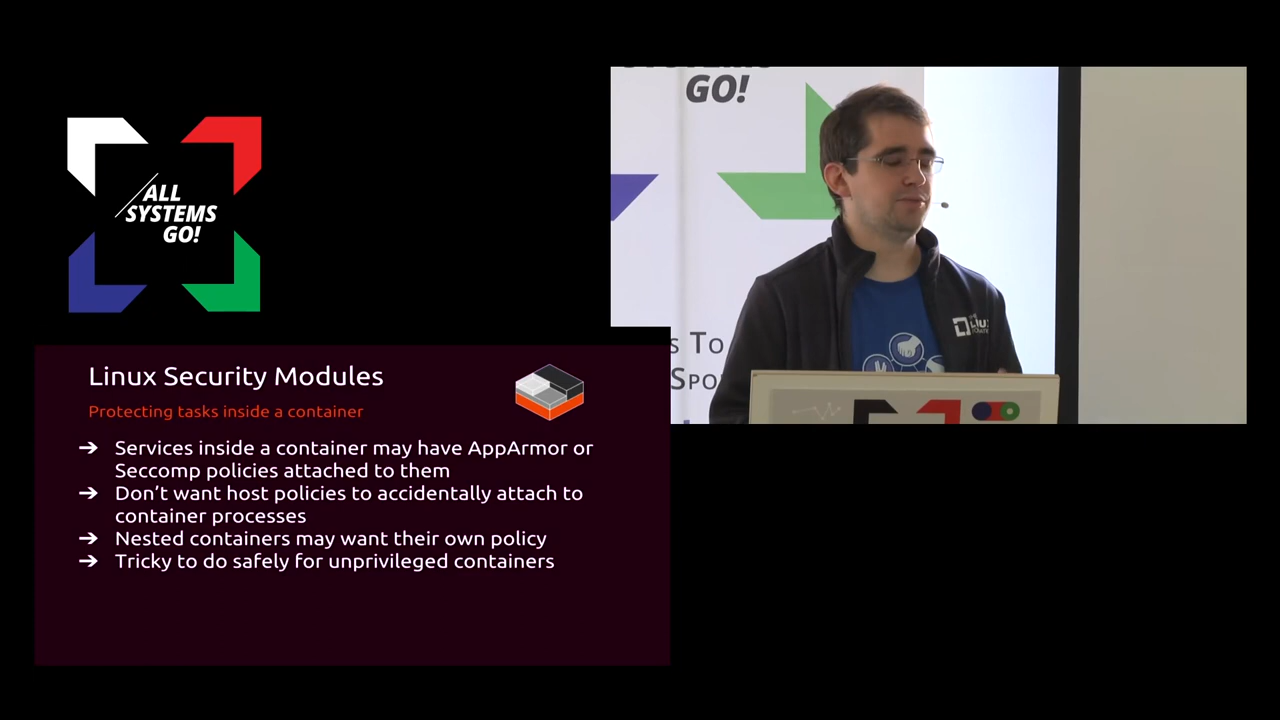 ALL
SYSTEMS
GO!
GO!
s To
Spo
Linux Security Modules
Protecting tasks inside a container
➔ Services inside a container may have AppArmor or
Seccomp policies attached to them
➔ Don't want host policies to accidentally attach to
container processes
➔ Nested containers may want their own policy
➔ Tricky to do safely for unprivileged containers